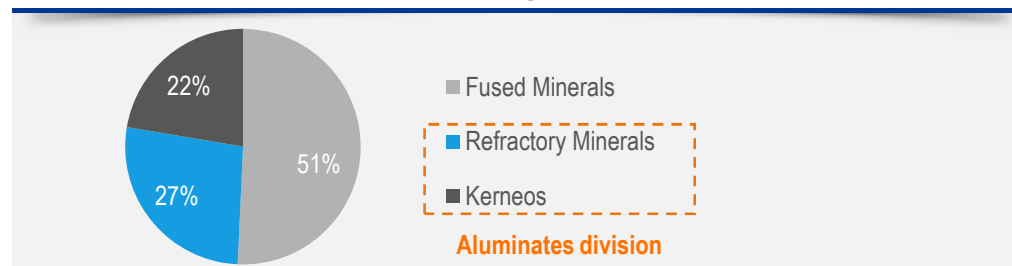 22%
Fused Minerals
Refractory Minerals
51%
27%
Kerneos
Aluminates division